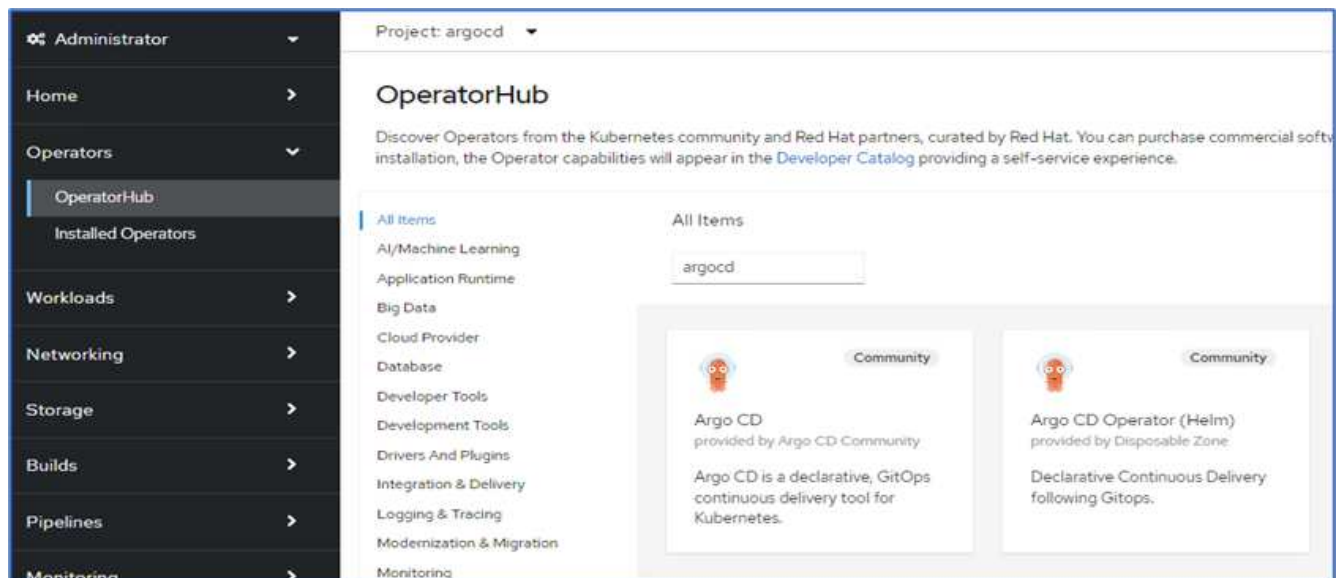 Administrator
Home
Operators
OperatorHub
Installed Operators
Workloads
Networking
Storage
Builds
Pipelines
Monitoring
Project: argocd
OperatorHub
Discover Operators from the Kubernetes community and Red Hat partners, curated by Red Hat. You can purchase commercial softw
installation, the Operator capabilities will appear in the Developer Catalog providing a self-service experience.
All Items
AI/Machine Learning
Application Runtime
Big Data
Cloud Provider
Database
Developer Tools
Development Tools
Drivers And Plugins
Integration & Delivery
Logging & Tracing
Modernization & Migration
Monitoring
All Items
argocd
Community
Argo CD
provided by Argo CD Community
Argo CD is a declarative, GitOps
continuous delivery tool for
Kubernetes.
Community
Argo CD Operator (Helm)
provided by Disposable Zone
Declarative Continuous Delivery
following Gitops.